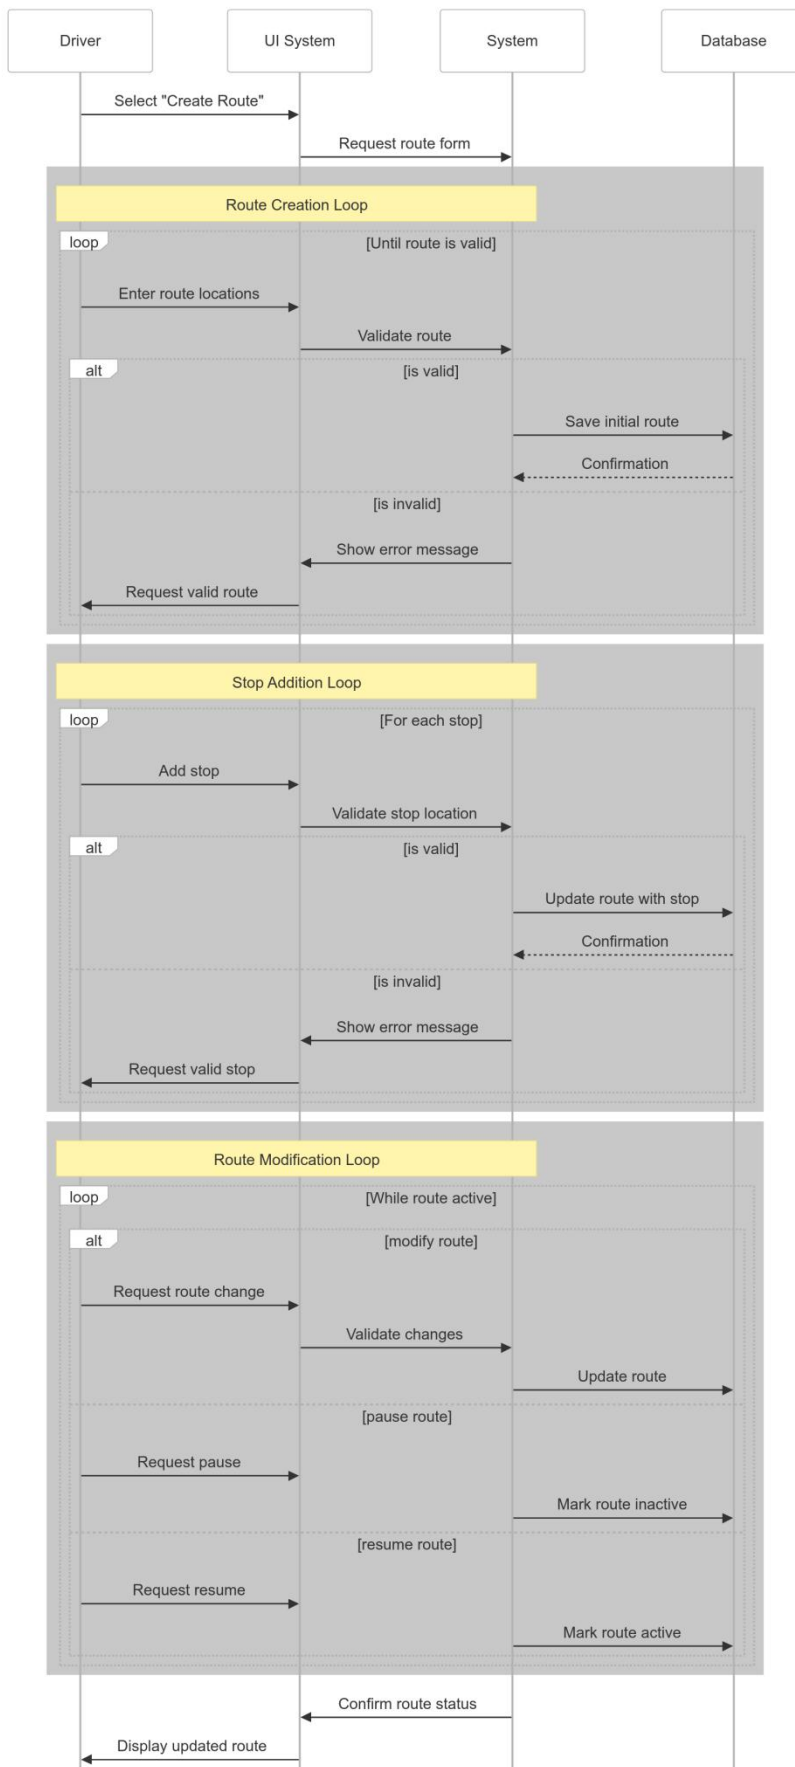 Driver
UI System
System
Database
Select "Create Route"
Request route form
Route Creation Loop
loop
[Until route is valid]
Enter route locations
Validate route
alt
[is valid]
Save initial route
Confirmation
[is invalid]
Show error message
Request valid route
Stop Addition Loop
loop
[For each stop]
Add stop
Validate stop location
alt
[is valid]
Update route with stop
Confirmation
[is invalid]
Show error message
Request valid stop
Route Modification Loop
loop
[While route active]
alt
[modify route]
Request route change
Validate changes
Update route
[pause route]
Request pause
Mark route inactive
[resume route]
Request resume
Mark route active
Confirm route status
Display updated route